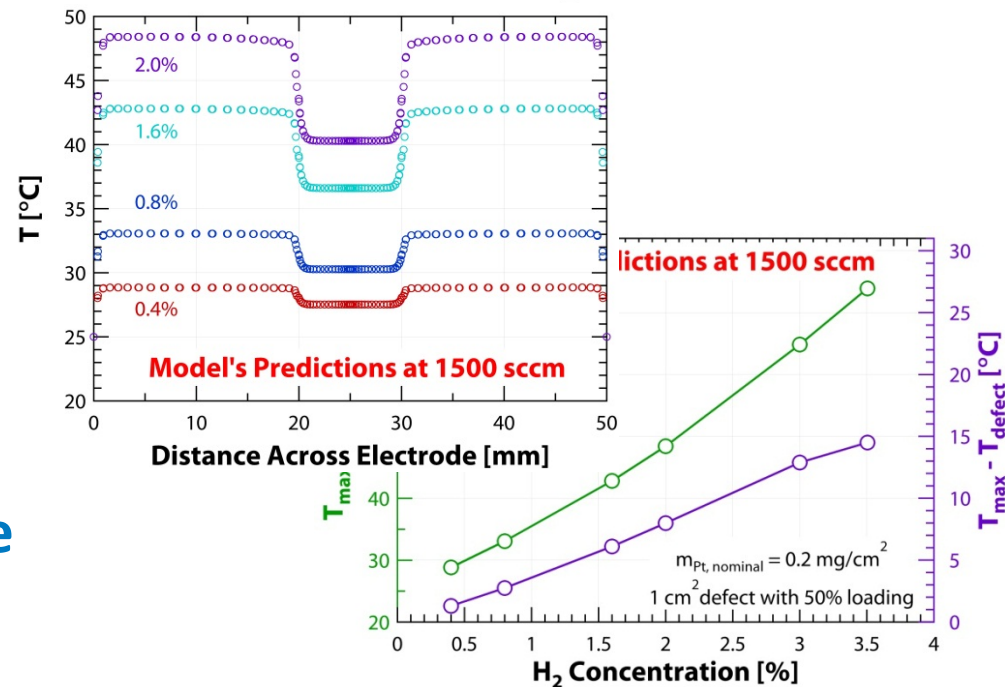 50
45
40
35
30
25
20
T [°C]
2.0%
1.6%
0.8%
0.4%
Model's Predictions at 1500 sccm
0 10 20 30 40 50
Distance Across Electrode [mm]
at 1500 sccm
T
40
30
20
30
25
20
15
10
5
0
Tmax - Tdefect [°C]
mPt, nominal = 0.2 mg/cm²
1 cm² defect with 50% loading
0 0.5 1 1.5 2 2.5 3 3.5 4
H₂ Concentration [%]